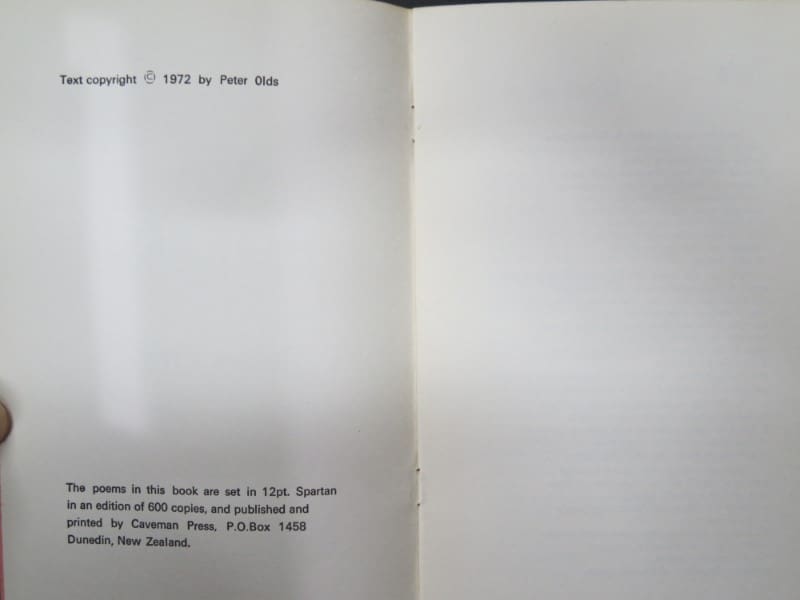 Text copyright © 1972 by Peter Olds
The poems in this book are set in 12pt. Spartan
in an edition of 600 copies, and published and
printed by Caveman Press, P.O.Box 1458
Dunedin, New Zealand.